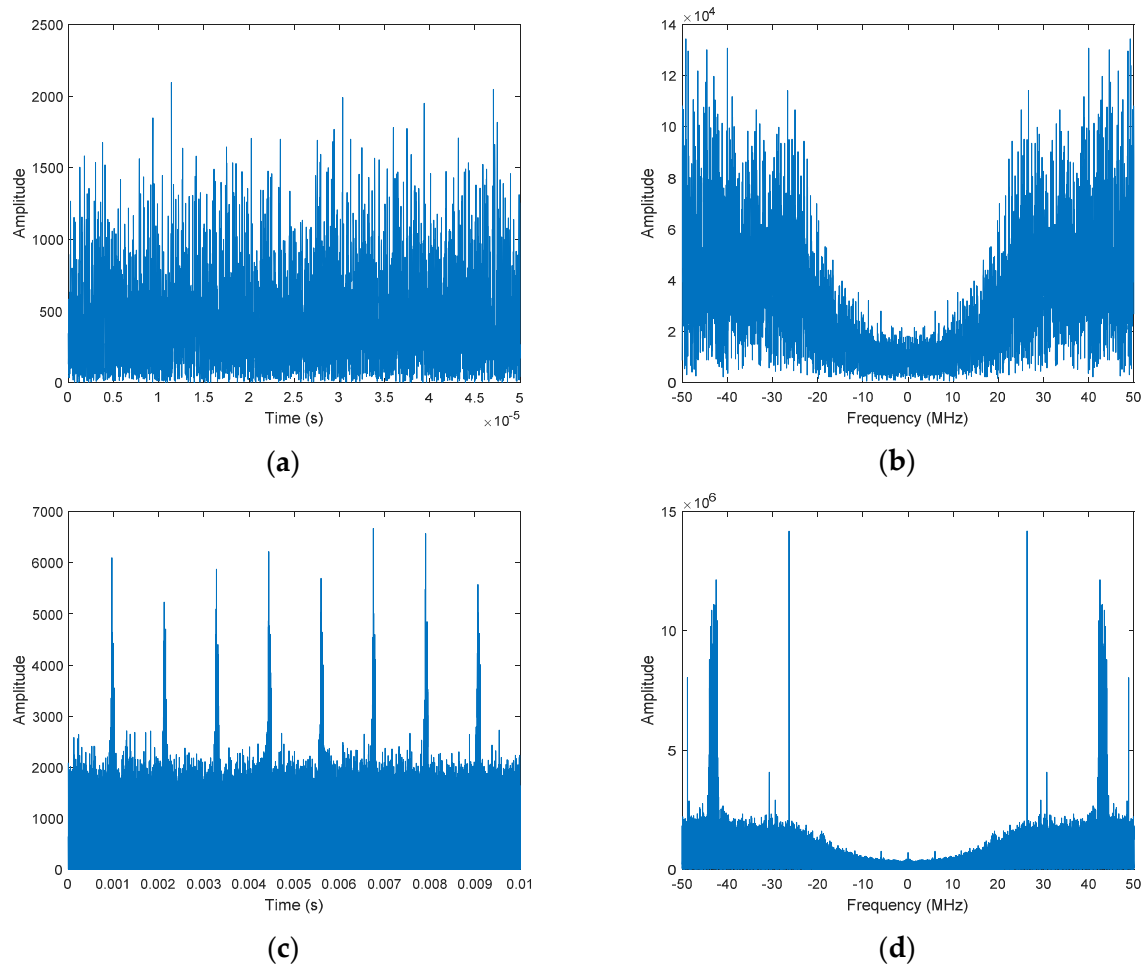 2500
2000
1500
1000
500
0
Amplitude
0 0.5 1 1.5 2 2.5 3 3.5 4 4.5 5
Time (s)
×10-5
(a)
×10 4
14
12
10
8
6
4
2
0
Amplitude
-50 -40 -30 -20 -10 0 10 20 30 40 50
Frequency (MHz)
(b)
7000
6000
5000
4000
3000
2000
1000
0
Amplitude
0 0.001 0.002 0.003 0.004 0.005 0.006 0.007 0.008 0.009 0.01
Time (s)
(c)
×10 6
15
10
5
0
Amplitude
-50 -40 -30 -20 -10 0 10 20 30 40 50
Frequency (MHz)
(d)